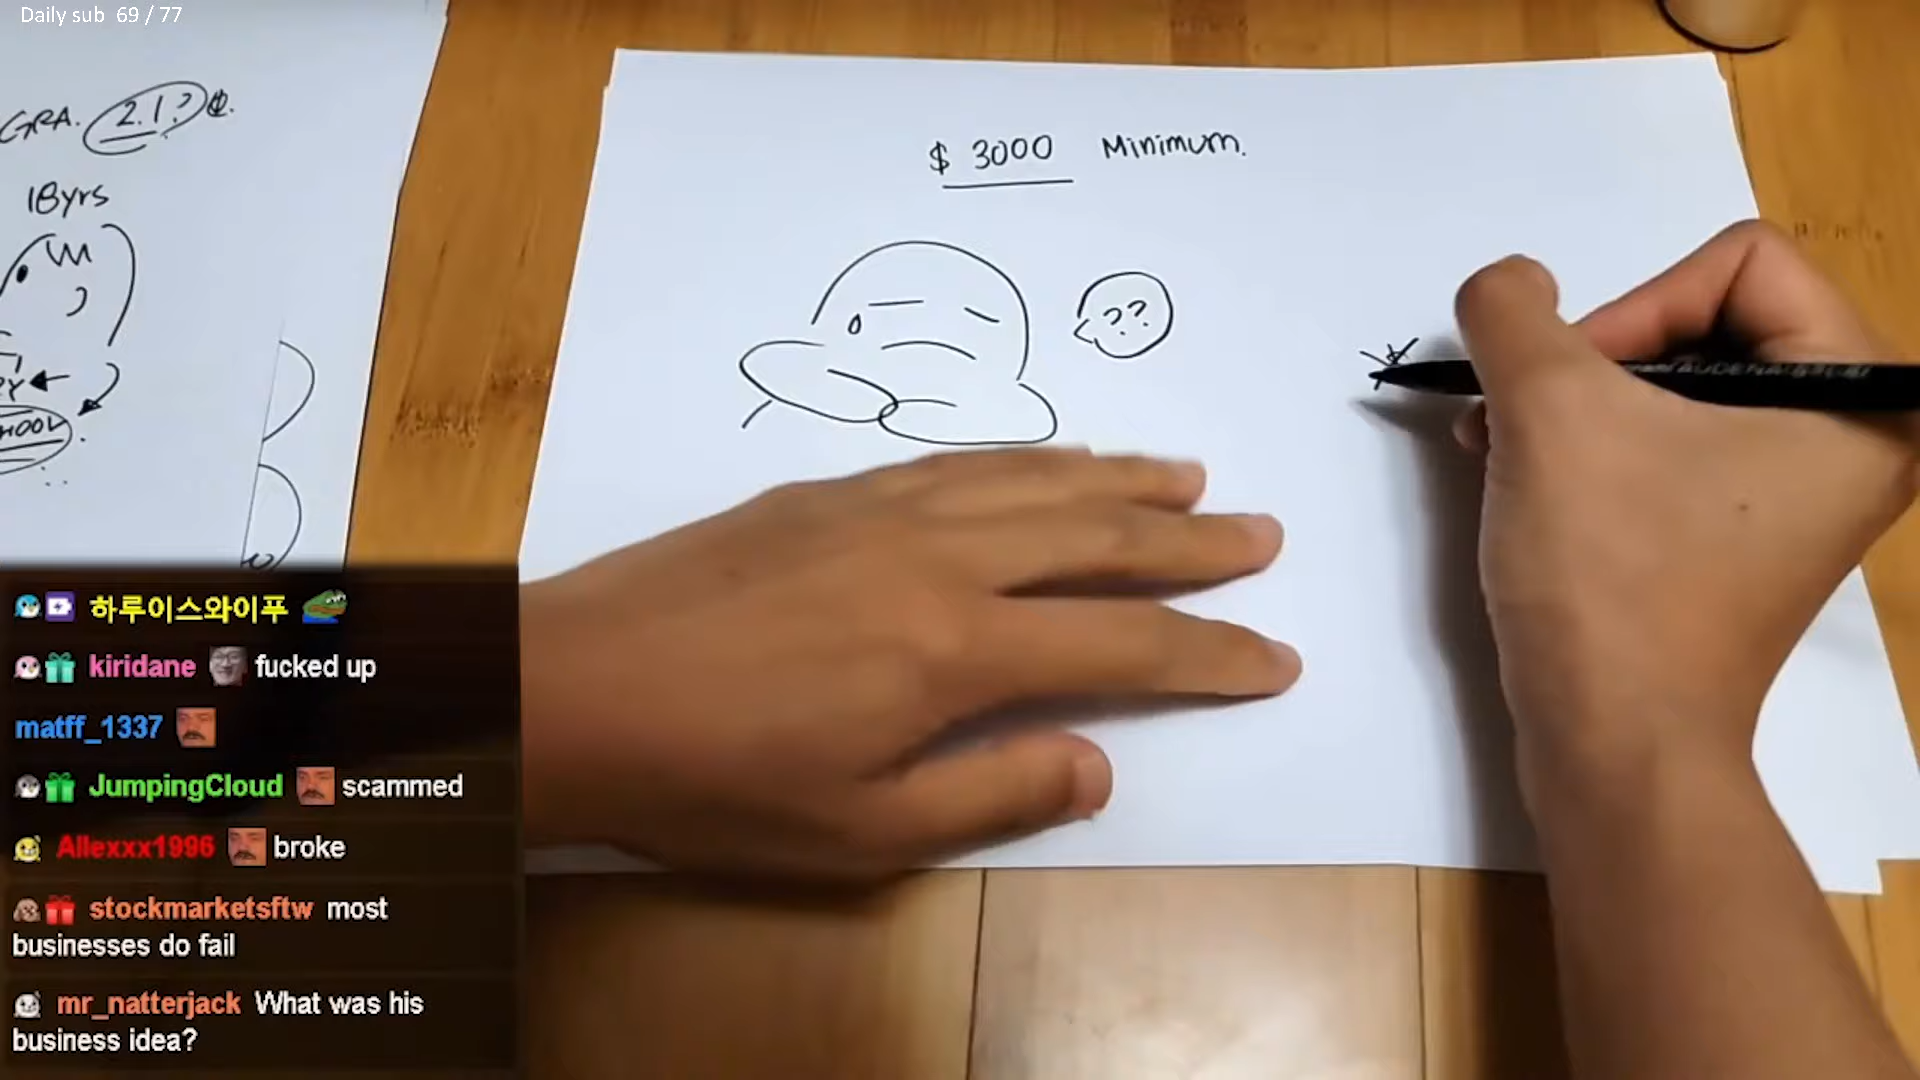 Daily sub 69 / 77
GRA. 2.1?
18yrs
$ 3000 Minimum.
??
하루이스와이푸
kiridane fucked up
matff_1337
JumpingCloud scammed
Allexxx1996 broke
stockmarketsftw most
businesses do fail
mr_natterjack What was his
business idea?